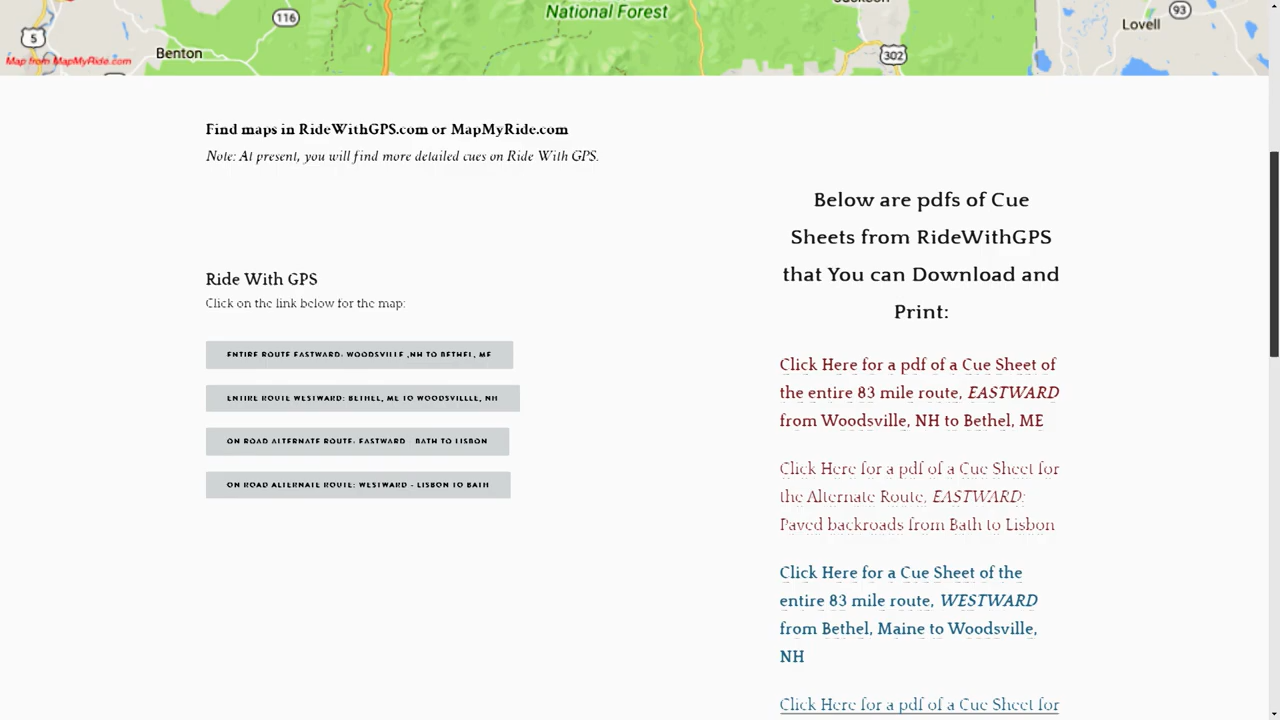 116
National Forest
93
5
Lovell
Benton
302
Map from MapMyRide.com
Find maps in RideWithGPS.com or MapMyRide.com
Note: At present, you will find more detailed cues on Ride With GPS.
Ride With GPS
Click on the link below for the map:
ENTIRE ROUTE EASTWARD: WOODSVILLE ,NH TO BETHEL, ME
ENTIRE ROUTE WESTWARD: BETHEL, ME TO WOODSVILLLE, NH
ON ROAD ALTERNATE ROUTE: EASTWARD - BATH TO LISBON
ON ROAD ALTERNATE ROUTE: WESTWARD - LISBON TO BATH
Below are pdfs of Cue
Sheets from RideWithGPS
that You can Download and
Print:
Click Here for a pdf of a Cue Sheet of
the entire 83 mile route, EASTWARD
from Woodsville, NH to Bethel, ME
Click Here for a pdf of a Cue Sheet for
the Alternate Route, EASTWARD:
Paved backroads from Bath to Lisbon
Click Here for a Cue Sheet of the
entire 83 mile route, WESTWARD
from Bethel, Maine to Woodsville,
NH
Click Here for a pdf of a Cue Sheet for